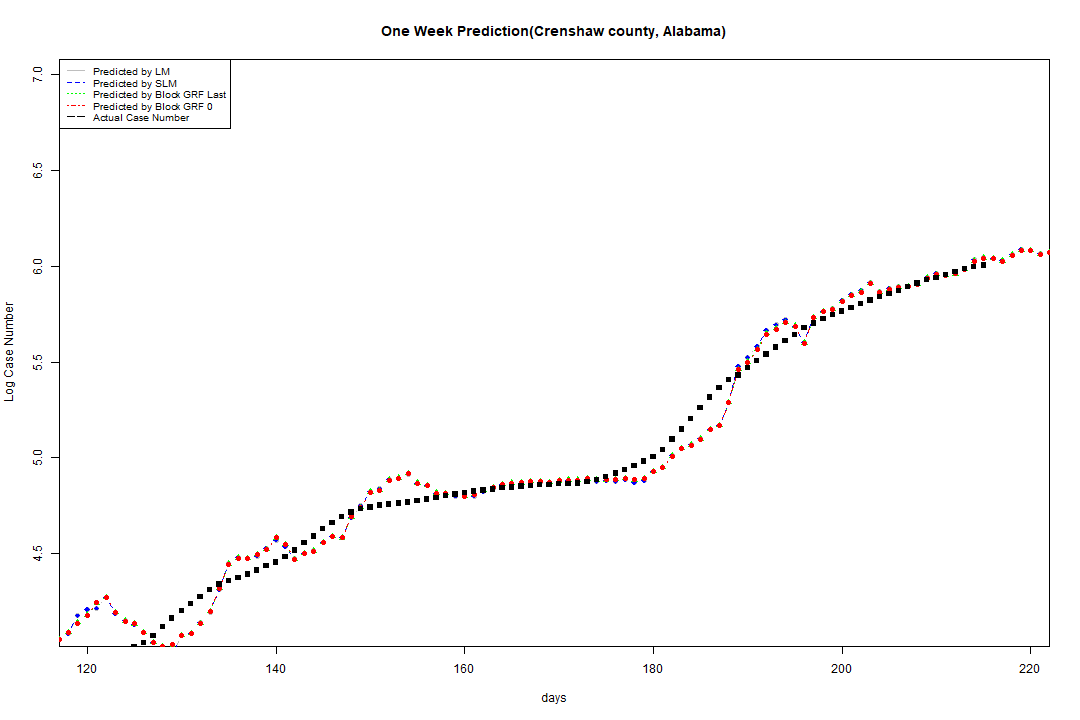 One Week Prediction(Crenshaw county, Alabama)
Predicted by LM
Predicted by SLM
Predicted by Block GRF Last
Predicted by Block GRF 0
Actual Case Number
7.0
6.5
6.0
5.5
5.0
4.5
Log Case Number
120 140 150 160 180 200 220
days